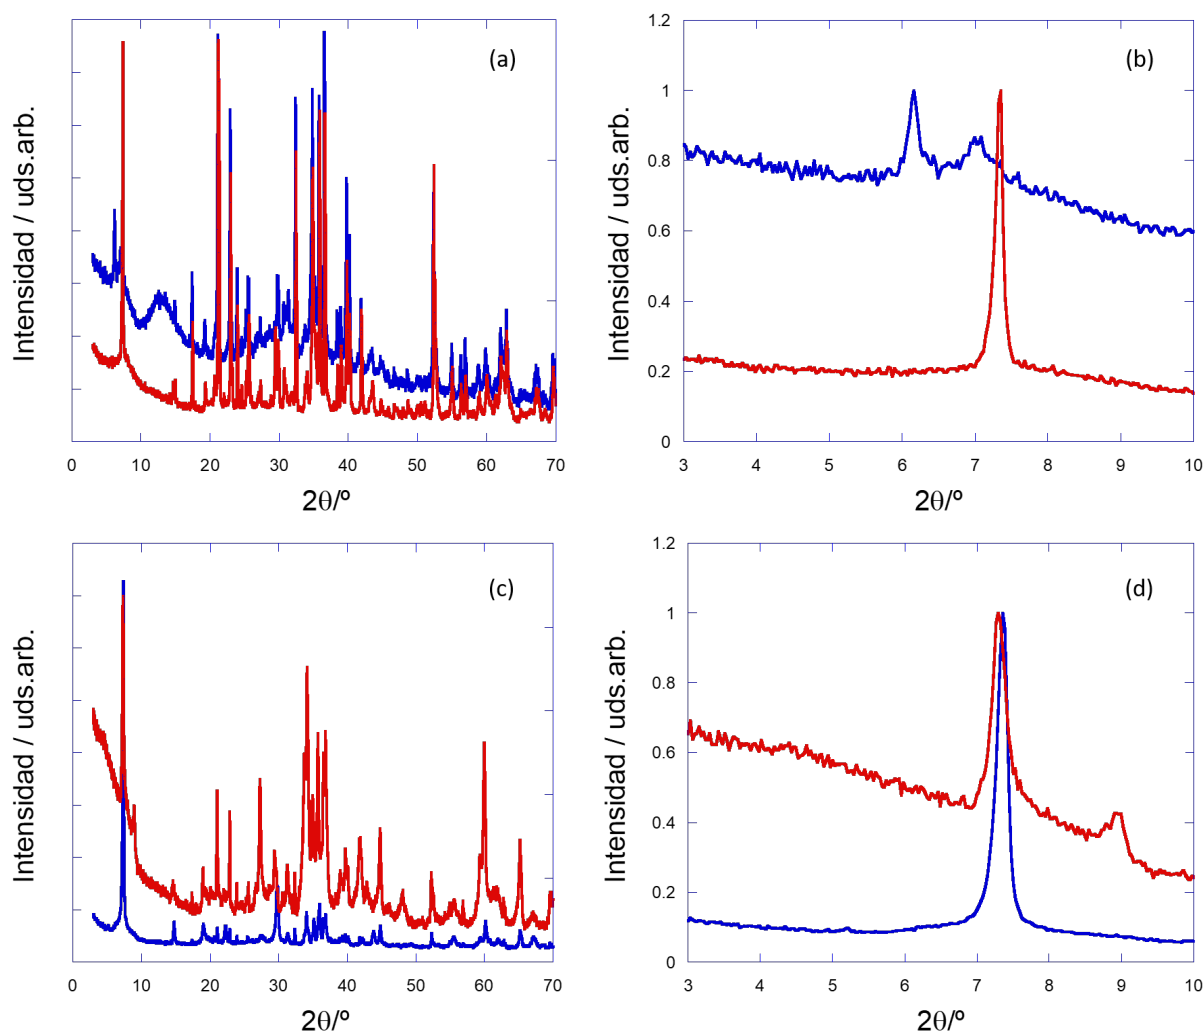 (a)
Intensidad / uds.arb.
0 10 20 30 40 50 60 70
2θ/º
(b)
Intensidad / uds.arb.
1.2
1
0.8
0.6
0.4
0.2
0
3 4 5 6 7 8 9 10
2θ/º
(c)
Intensidad / uds.arb.
0 10 20 30 40 50 60 70
2θ/º
(d)
Intensidad / uds.arb.
1.2
1
0.8
0.6
0.4
0.2
0
3 4 5 6 7 8 9 10
2θ/º